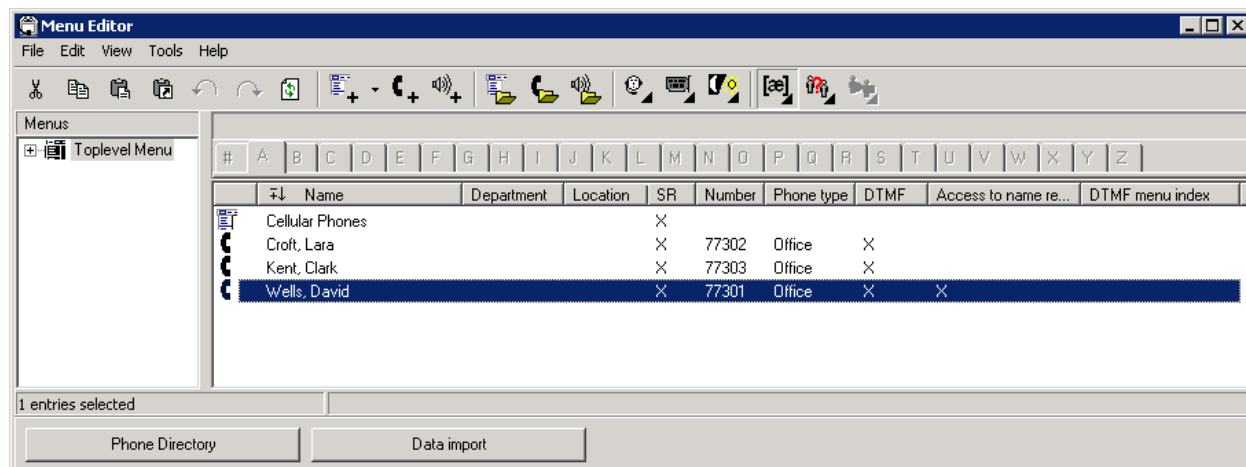 Menu Editor
File Edit View Tools Help
[æ]
Menus
Toplevel Menu
# A B C D E F G H I J K L M N O P Q R S T U V W X Y Z
Name Department Location SR Number Phone type DTMF Access to name re... DTMF menu index
Cellular Phones X
Croft, Lara X 77302 Office X
Kent, Clark X 77303 Office X
Wells, David X 77301 Office X X
1 entries selected
Phone Directory Data import